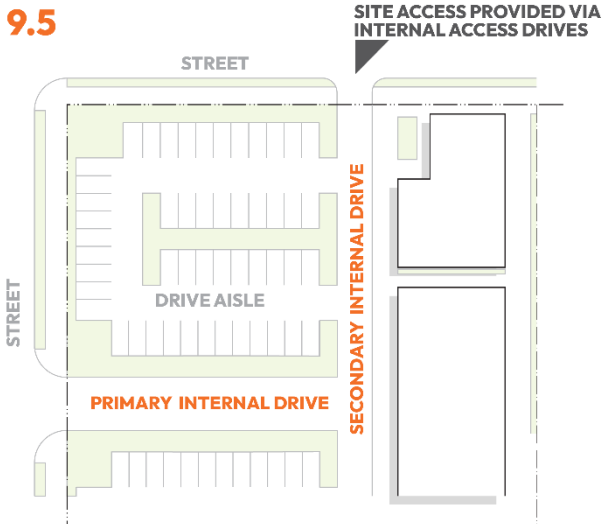 9.5
SITE ACCESS PROVIDED VIA
INTERNAL ACCESS DRIVES
STREET
SECONDARY INTERNAL DRIVE
STREET
DRIVE AISLE
PRIMARY INTERNAL DRIVE